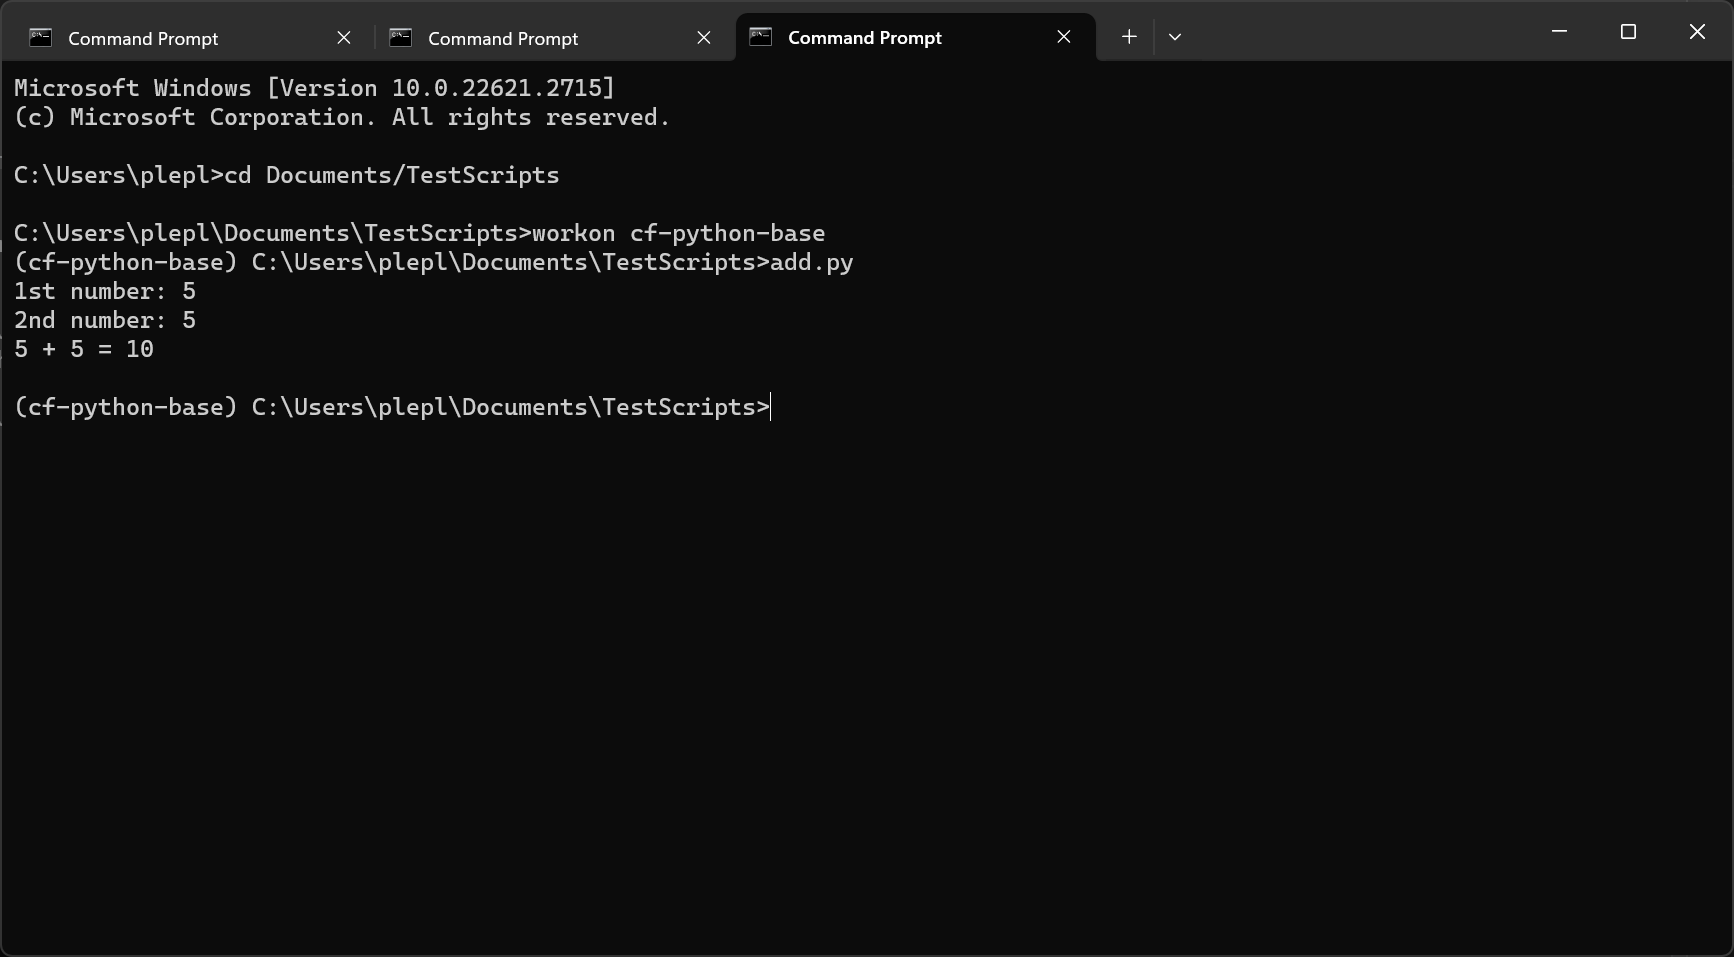 Command Prompt Command Prompt Command Prompt
Microsoft Windows [Version 10.0.22621.2715]
(c) Microsoft Corporation. All rights reserved.
C:\Users\plepl>cd Documents/TestScripts
C:\Users\plepl\Documents\TestScripts>workon cf-python-base
(cf-python-base) C:\Users\plepl\Documents\TestScripts>add.py
1st number: 5
2nd number: 5
5 + 5 = 10
(cf-python-base) C:\Users\plepl\Documents\TestScripts>